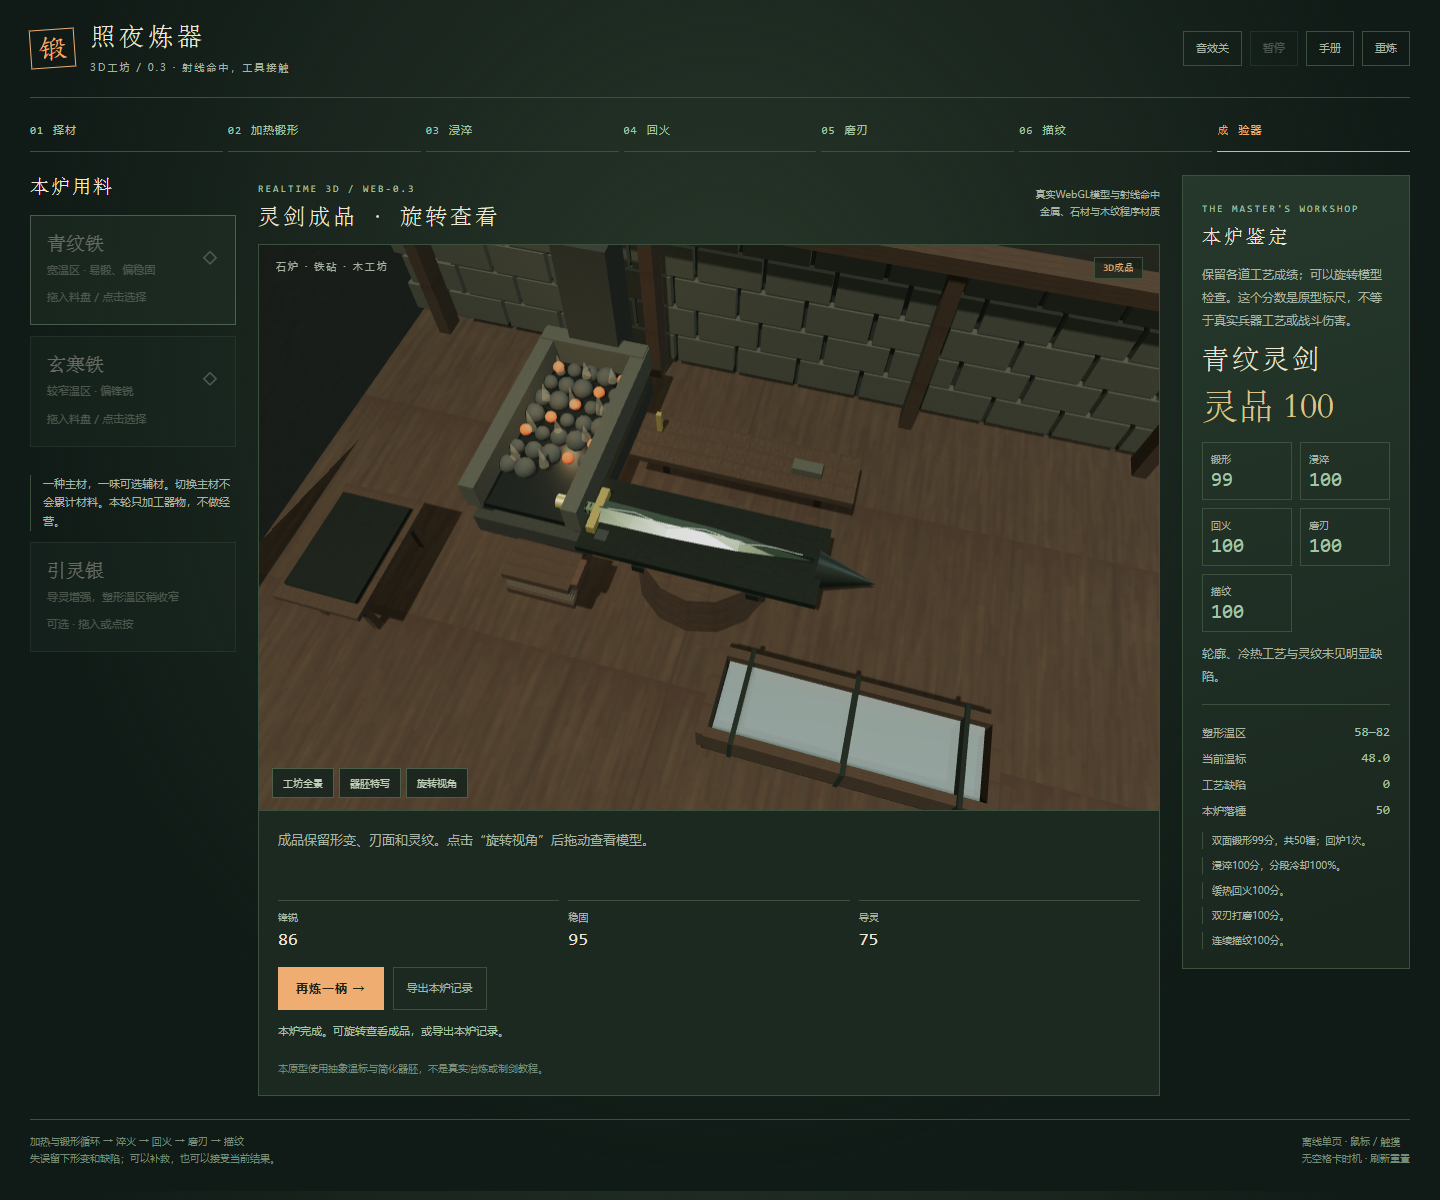 锻
照夜炼器
3D工坊 / 0.3 · 射线命中，工具接触
音效关
暂停
手册
重炼
01 择材
02 加热锻形
03 浸淬
04 回火
05 磨刃
06 描纹
成 验器
本炉用料
青纹铁
宽温区 · 易锻、偏稳固
拖入料盘 / 点击选择
玄寒铁
较窄温区 · 偏锋锐
拖入料盘 / 点击选择
一种主材，一味可选辅材。切换主材不
会累计材料。本轮只加工器物，不做经
营。
引灵银
导灵增强，塑形温区稍收窄
可选 · 拖入或点按
REALTIME 3D / WEB-0.3
灵剑成品 · 旋转查看
真实WebGL模型与射线命中
金属、石材与木纹程序材质
石炉 · 铁砧 · 木工坊
3D成品
工坊全景
器胚特写
旋转视角
成品保留形变、刃面和灵纹。点击“旋转视角”后拖动查看模型。
锋锐
86
稳固
95
导灵
75
再炼一柄 →
导出本炉记录
本炉完成。可旋转查看成品，或导出本炉记录。
本原型使用抽象温标与简化器胚，不是真实冶炼或制剑教程。
THE MASTER'S WORKSHOP
本炉鉴定
保留各道工艺成绩；可以旋转模型
检查。这个分数是原型标尺，不等
于真实兵器工艺或战斗伤害。
青纹灵剑
灵品 100
锻形
99
浸淬
100
回火
100
磨刃
100
描纹
100
轮廓、冷热工艺与灵纹未见明显缺
陷。
塑形温区 58—82
当前温标 48.0
工艺缺陷 0
本炉落锤 50
双面锻形99分，共50锤；回炉1次。
浸淬100分，分段冷却100%。
缓热回火100分。
双刃打磨100分。
连续描纹100分。
加热与锻形循环 → 淬火 → 回火 → 磨刃 → 描纹
失误留下形变和缺陷；可以补救，也可以接受当前结果。
离线单页 · 鼠标 / 触摸
无空格卡时机 · 刷新重置